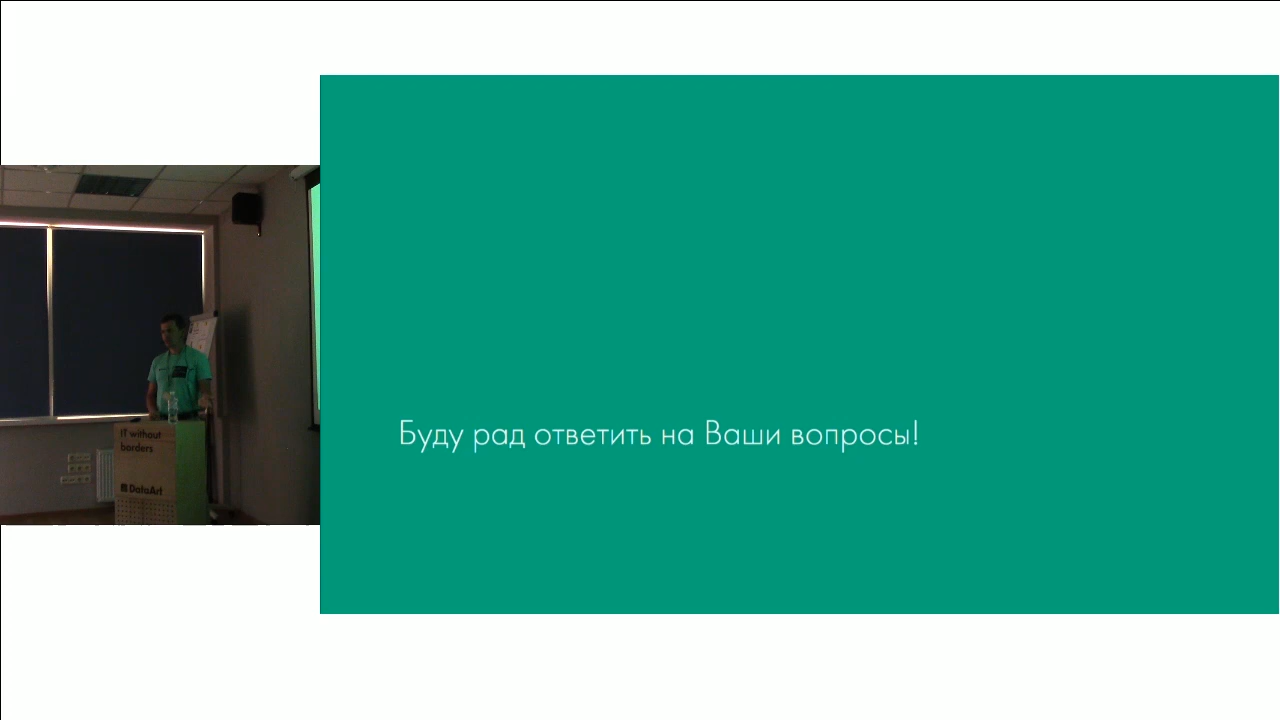 IT without
borders
DataArt
Буду рад ответить на Ваши вопросы!